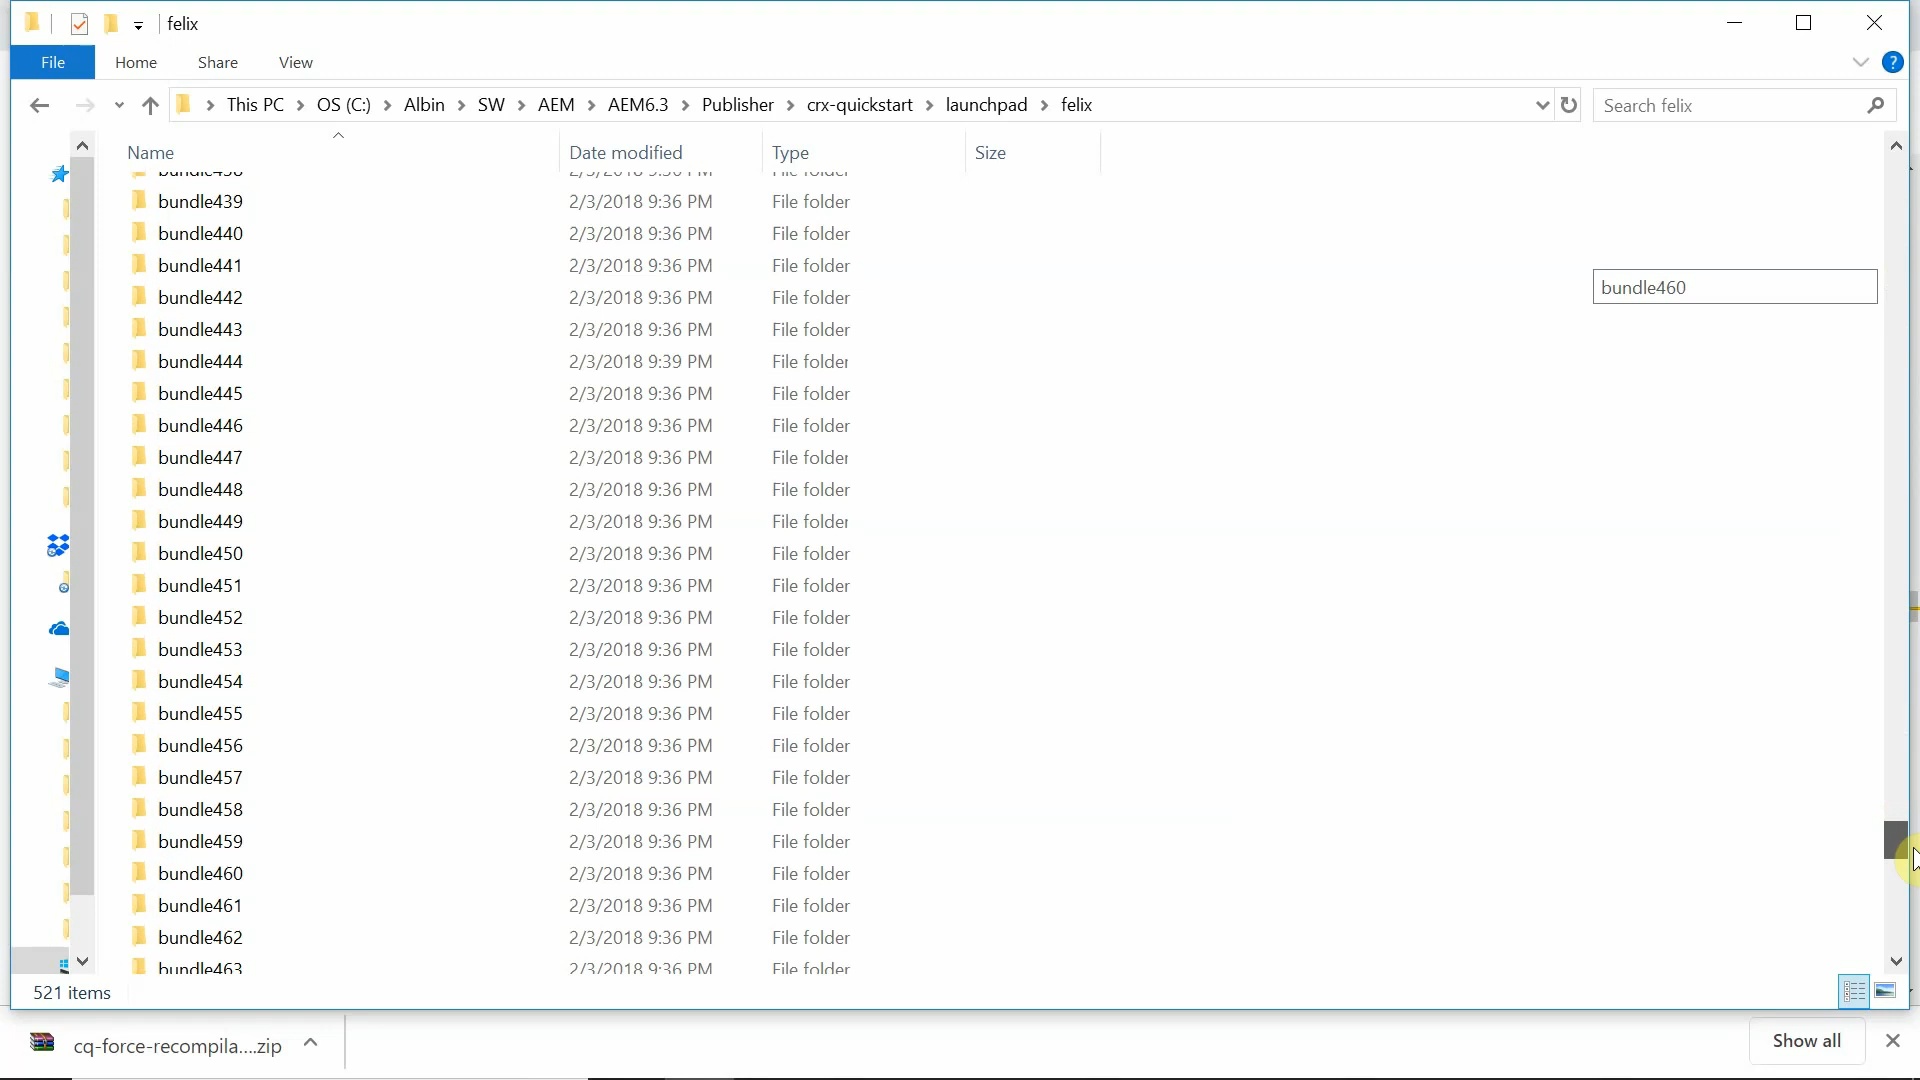 felix
File Home Share View
This PC OS (C:) Albin SW AEM AEM6.3 Publisher crx-quickstart launchpad felix Search felix
Name Date modified Type Size
bundle439 2/3/2018 9:36 PM File folder
bundle440 2/3/2018 9:36 PM File folder
bundle441 2/3/2018 9:36 PM File folder
bundle442 2/3/2018 9:36 PM File folder
bundle460
bundle443 2/3/2018 9:36 PM File folder
bundle444 2/3/2018 9:39 PM File folder
bundle445 2/3/2018 9:36 PM File folder
bundle446 2/3/2018 9:36 PM File folder
bundle447 2/3/2018 9:36 PM File folder
bundle448 2/3/2018 9:36 PM File folder
bundle449 2/3/2018 9:36 PM File folder
bundle450 2/3/2018 9:36 PM File folder
bundle451 2/3/2018 9:36 PM File folder
bundle452 2/3/2018 9:36 PM File folder
bundle453 2/3/2018 9:36 PM File folder
bundle454 2/3/2018 9:36 PM File folder
bundle455 2/3/2018 9:36 PM File folder
bundle456 2/3/2018 9:36 PM File folder
bundle457 2/3/2018 9:36 PM File folder
bundle458 2/3/2018 9:36 PM File folder
bundle459 2/3/2018 9:36 PM File folder
bundle460 2/3/2018 9:36 PM File folder
bundle461 2/3/2018 9:36 PM File folder
bundle462 2/3/2018 9:36 PM File folder
bundle463 2/3/2018 9:36 PM File folder
521 items
cq-force-recompila....zip Show all